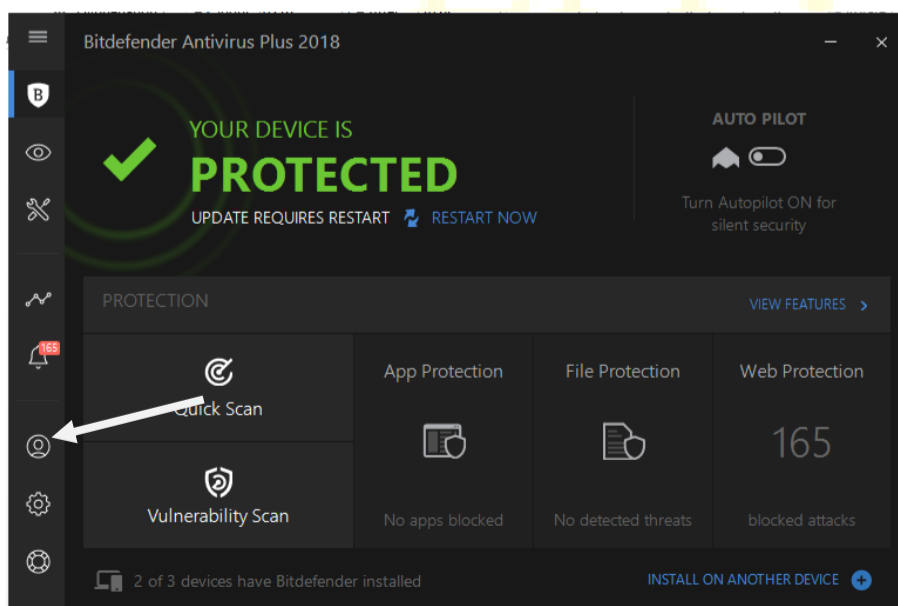 Bitdefender Antivirus Plus 2018
B
YOUR DEVICE IS
PROTECTED
UPDATE REQUIRES RESTART RESTART NOW
AUTO PILOT
Turn Autopilot ON for
silent security
PROTECTION
VIEW FEATURES
165
Quick Scan
Vulnerability Scan
App Protection
No apps blocked
File Protection
No detected threats
Web Protection
165
blocked attacks
2 of 3 devices have Bitdefender installed
INSTALL ON ANOTHER DEVICE